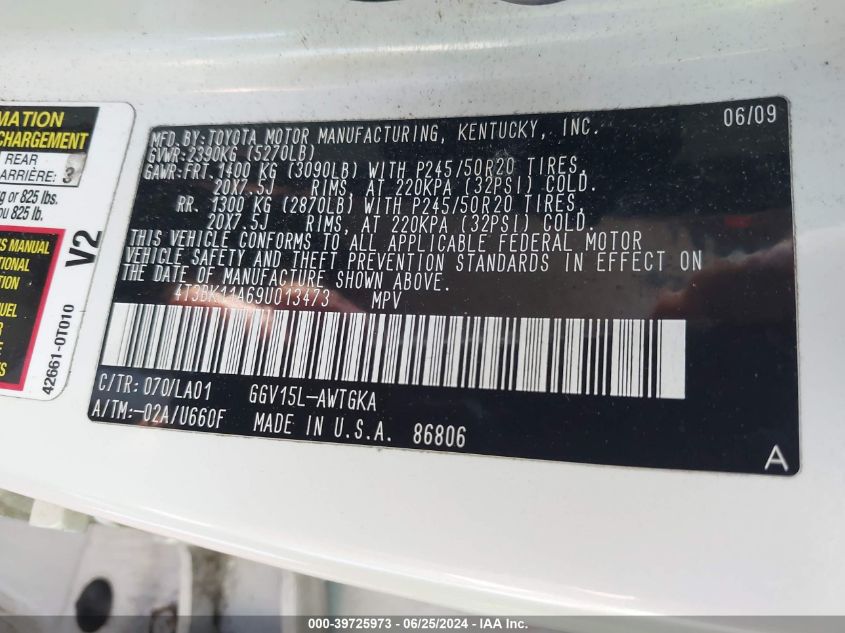 06/09
MFD.BY:TOYOTA MOTOR MANUFACTURING, KENTUCKY, INC.
GVWR:2390KG (5270LB)
GAWR:FRT.1400 KG (3090LB) WITH P245/50R20 TIRES,
20X7.5J RIMS, AT 220KPA (32PSI) COLD.
RR. 1300 KG (2870LB) WITH P245/50R20 TIRES,
20X7.5J RIMS, AT 220KPA (32PSI) COLD.
THIS VEHICLE CONFORMS TO ALL APPLICABLE FEDERAL MOTOR
VEHICLE SAFETY AND THEFT PREVENTION STANDARDS IN EFFECT ON
THE DATE OF MANUFACTURE SHOWN ABOVE.
4T3BK11A69U013473 MPV
C/TR:070/LA01 GGV15L-AWTGKA
A/TM:-02A/U660F MADE IN U.S.A. 86806
A
MATION
CHARGEMENT
REAR
ARRIÈRE: 3
g or 825 lbs.
ou 825 lb.
V2
S MANUAL
TIONAL
TION
UEL
OUR
E
S
42661-0T010
000-39725973 - 06/25/2024 - IAA Inc.